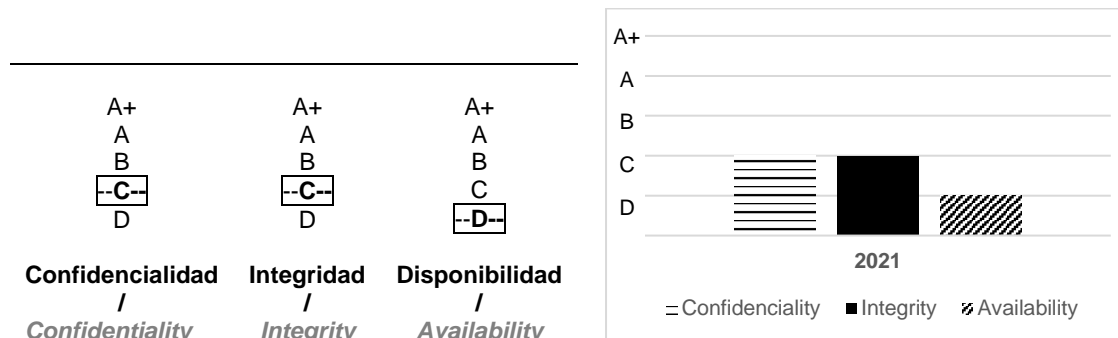 A+ A+ A+
A A A
B B B
--C-- --C-- C
D D --D--
Confidencialidad Integridad Disponibilidad
/ / /
Confidentiality Integrity Availability
A+
A
B
C
D
2021
Confidenciality Integrity Availability